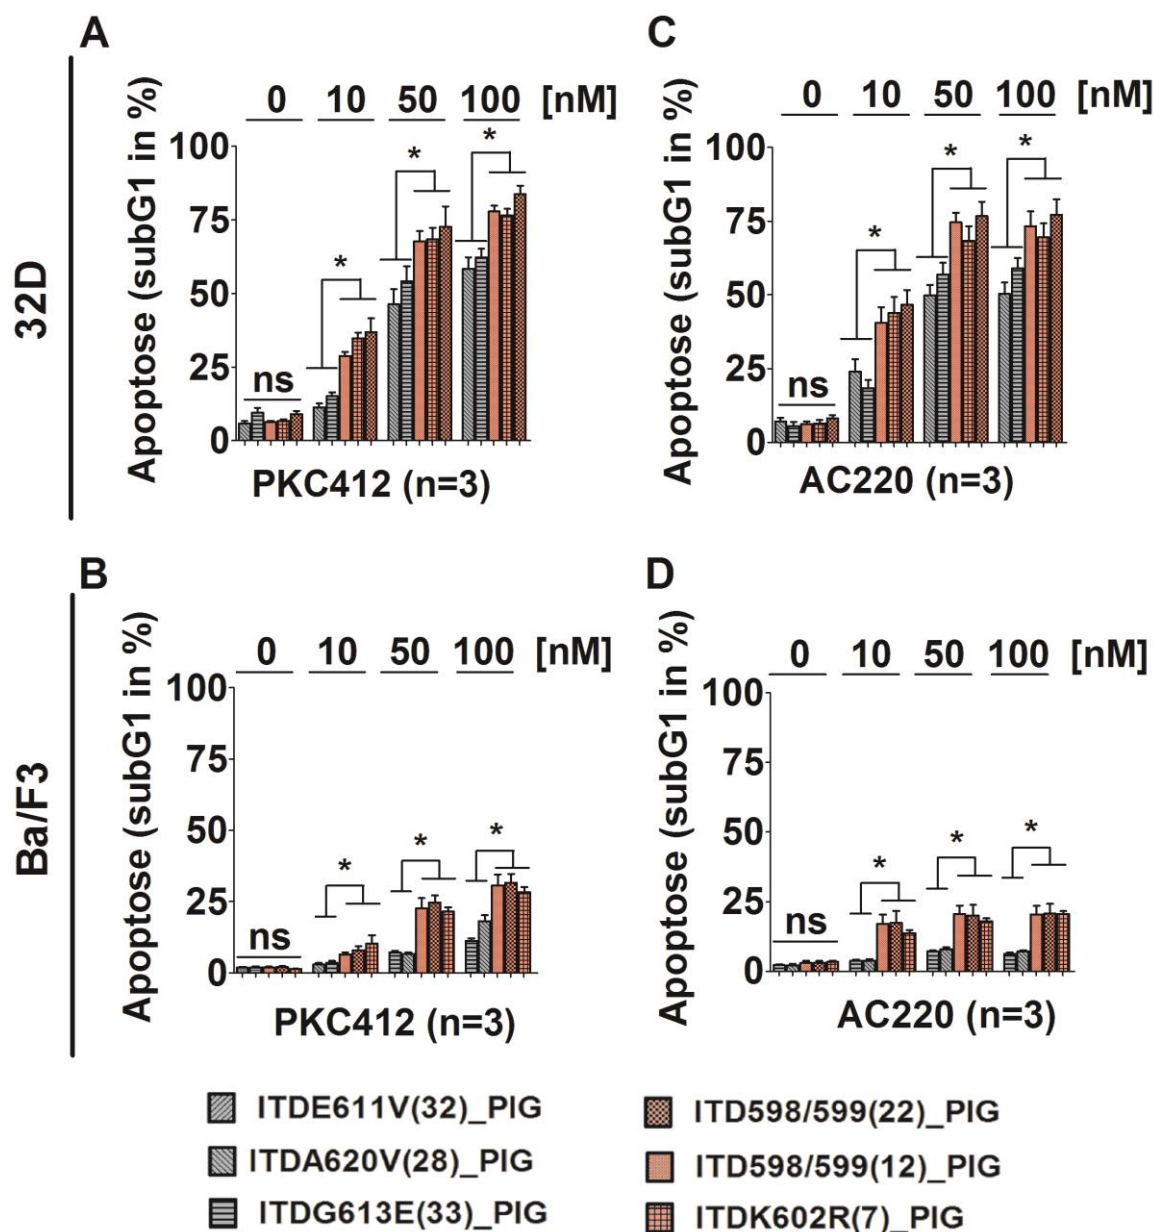 A
32D
0 10 50 100 [nM]
Apoptose (subG1 in %)
100
75
50
25
0
ns
*
*
*
PKC412 (n=3)
C
0 10 50 100 [nM]
Apoptose (subG1 in %)
100
75
50
25
0
ns
*
*
*
AC220 (n=3)
B
Ba/F3
0 10 50 100 [nM]
Apoptose (subG1 in %)
100
75
50
25
0
ns
*
*
*
PKC412 (n=3)
D
0 10 50 100 [nM]
Apoptose (subG1 in %)
100
75
50
25
0
ns
*
*
*
AC220 (n=3)
ITDE611V(32)_PIG
ITDA620V(28)_PIG
ITDG613E(33)_PIG
ITD598/599(22)_PIG
ITD598/599(12)_PIG
ITDK602R(7)_PIG